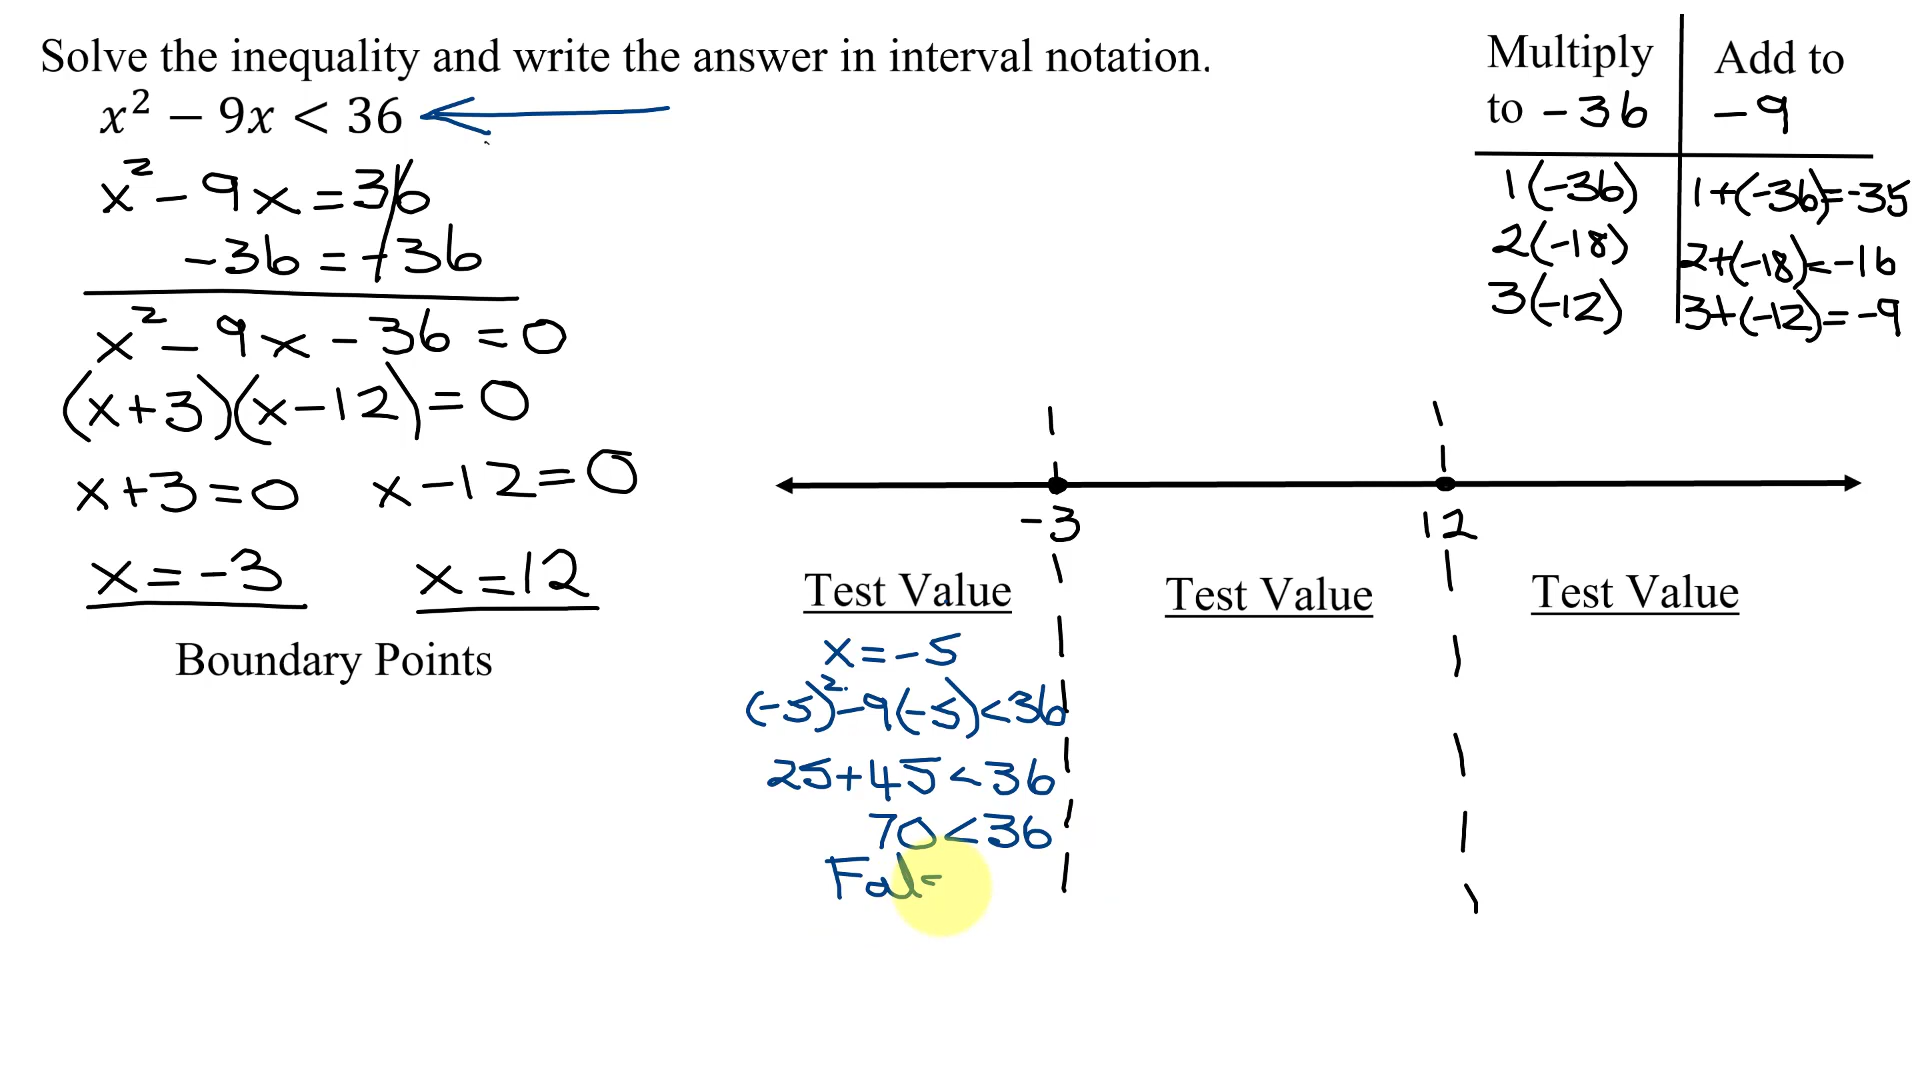 Solve the inequality and write the answer in interval notation.
x² − 9x < 36
x² − 9x = 36
−36 = −36
x² − 9x − 36 = 0
(x+3)(x−12) = 0
x+3=0 x−12=0
x=−3 x=12
Boundary Points
Multiply to −36
Add to −9
1(−36) 1+(−36)=−35
2(−18) 2+(−18)=−16
3(−12) 3+(−12)=−9
−3 12
Test Value Test Value Test Value
x=−5
(−5)²−9(−5)<36
25+45<36
70<36